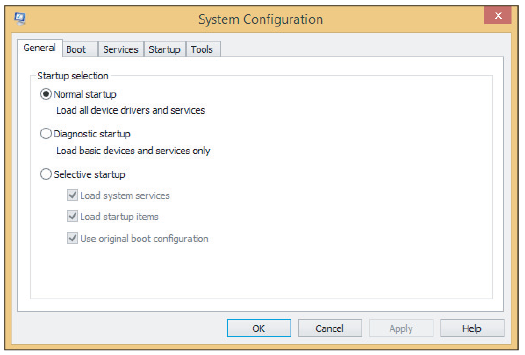 System Configuration
General Boot Services Startup Tools
Startup selection
Normal startup
Load all device drivers and services
Diagnostic startup
Load basic devices and services only
Selective startup
Load system services
Load startup items
Use original boot configuration
OK Cancel Apply Help